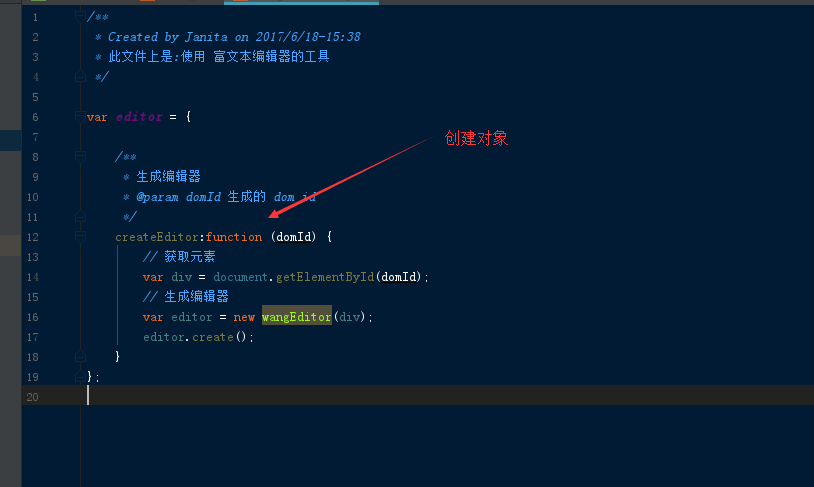 1 /**
2 * Created by Janita on 2017/6/18-15:38
3 * 此文件上是:使用 富文本编辑器的工具
4 */
5
6 var editor = {
7
创建对象
8 /**
9 * 生成编辑器
10 * @param domId 生成的 dom id
11 */
12 createEditor:function (domId) {
13 // 获取元素
14 var div = document.getElementById(domId);
15 // 生成编辑器
16 var editor = new wangEditor(div);
17 editor.create();
18 }
19 };
20